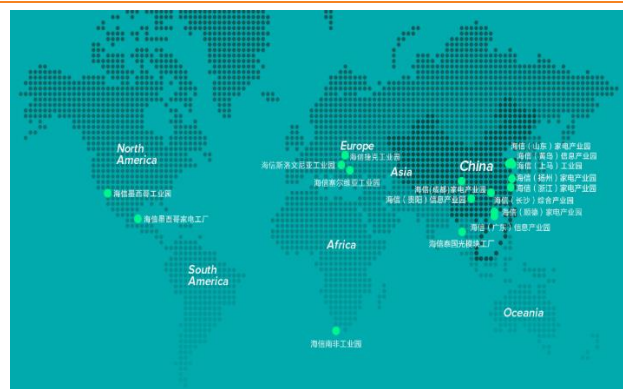 North
America
Europe
海信捷克工业园
海信斯洛文尼亚工业园
海信塞尔维亚工业园
Asia
China
海信（山东）家电产业园
海信（黄岛）信息产业园
海信（上马）工业园
海信（扬州）家电产业园
海信（浙江）家电产业园
海信(成都)家电产业园
海信（贵阳）信息产业园
海信（长沙）综合产业园
海信（顺德）家电产业园
海信（广东）信息产业园
海信泰国光模块工厂
海信墨西哥工业园
海信墨西哥家电工厂
Africa
South
America
Oceania
海信南非工业园